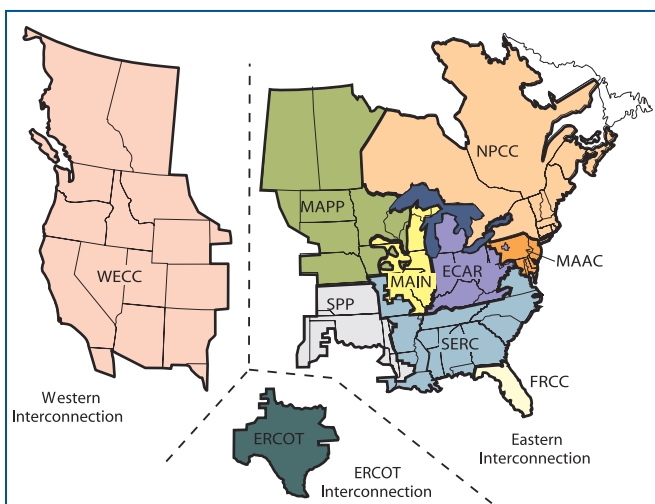 NPCC
MAPP
MAAC
WECC
MAIN
ECAR
SPP
SERC
FRCC
Western
Interconnection
ERCOT
Eastern
Interconnection
ERCOT
Interconnection